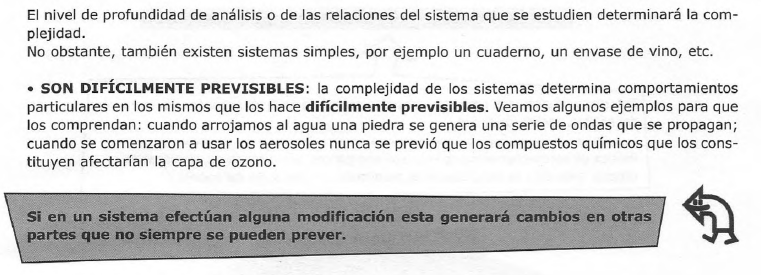 El nivel de profundidad de análisis o de las relaciones del sistema que se estudien determinará la com-
plejidad.
No obstante, también existen sistemas simples, por ejemplo un cuaderno, un envase de vino, etc.
• SON DIFÍCILMENTE PREVISIBLES: la complejidad de los sistemas determina comportamientos
particulares en los mismos que los hace difícilmente previsibles. Veamos algunos ejemplos para que
los comprendan: cuando arrojamos al agua una piedra se genera una serie de ondas que se propagan;
cuando se comenzaron a usar los aerosoles nunca se previó que los compuestos químicos que los cons-
tituyen afectarían la capa de ozono.
Si en un sistema efectúan alguna modificación esta generará cambios en otras
partes que no siempre se pueden prever.